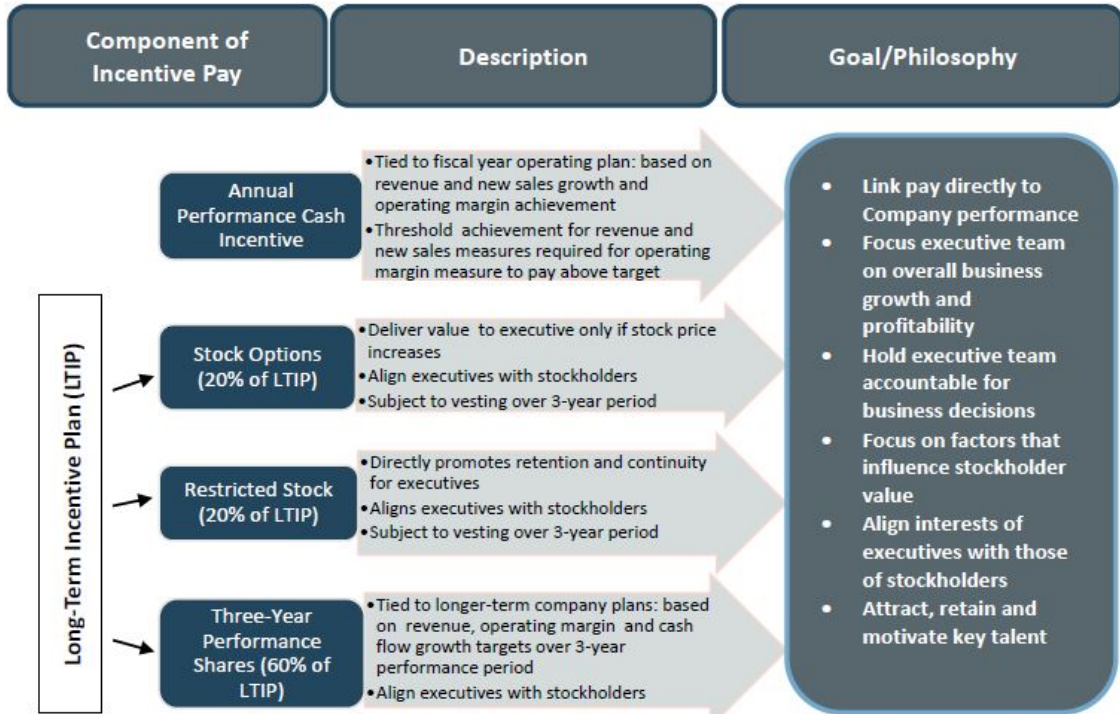 Component of
Incentive Pay
Description
Goal/Philosophy
Annual
Performance Cash
Incentive
•Tied to fiscal year operating plan: based on
revenue and new sales growth and
operating margin achievement
•Threshold achievement for revenue and
new sales measures required for operating
margin measure to pay above target
Long-Term Incentive Plan (LTIP)
Stock Options
(20% of LTIP)
•Deliver value to executive only if stock price
increases
•Align executives with stockholders
•Subject to vesting over 3-year period
Restricted Stock
(20% of LTIP)
•Directly promotes retention and continuity
for executives
•Aligns executives with stockholders
•Subject to vesting over 3-year period
Three-Year
Performance
Shares (60% of
LTIP)
•Tied to longer-term company plans: based
on revenue, operating margin and cash
flow growth targets over 3-year
performance period
•Align executives with stockholders
• Link pay directly to
Company performance
• Focus executive team
on overall business
growth and
profitability
• Hold executive team
accountable for
business decisions
• Focus on factors that
influence stockholder
value
• Align interests of
executives with those
of stockholders
• Attract, retain and
motivate key talent